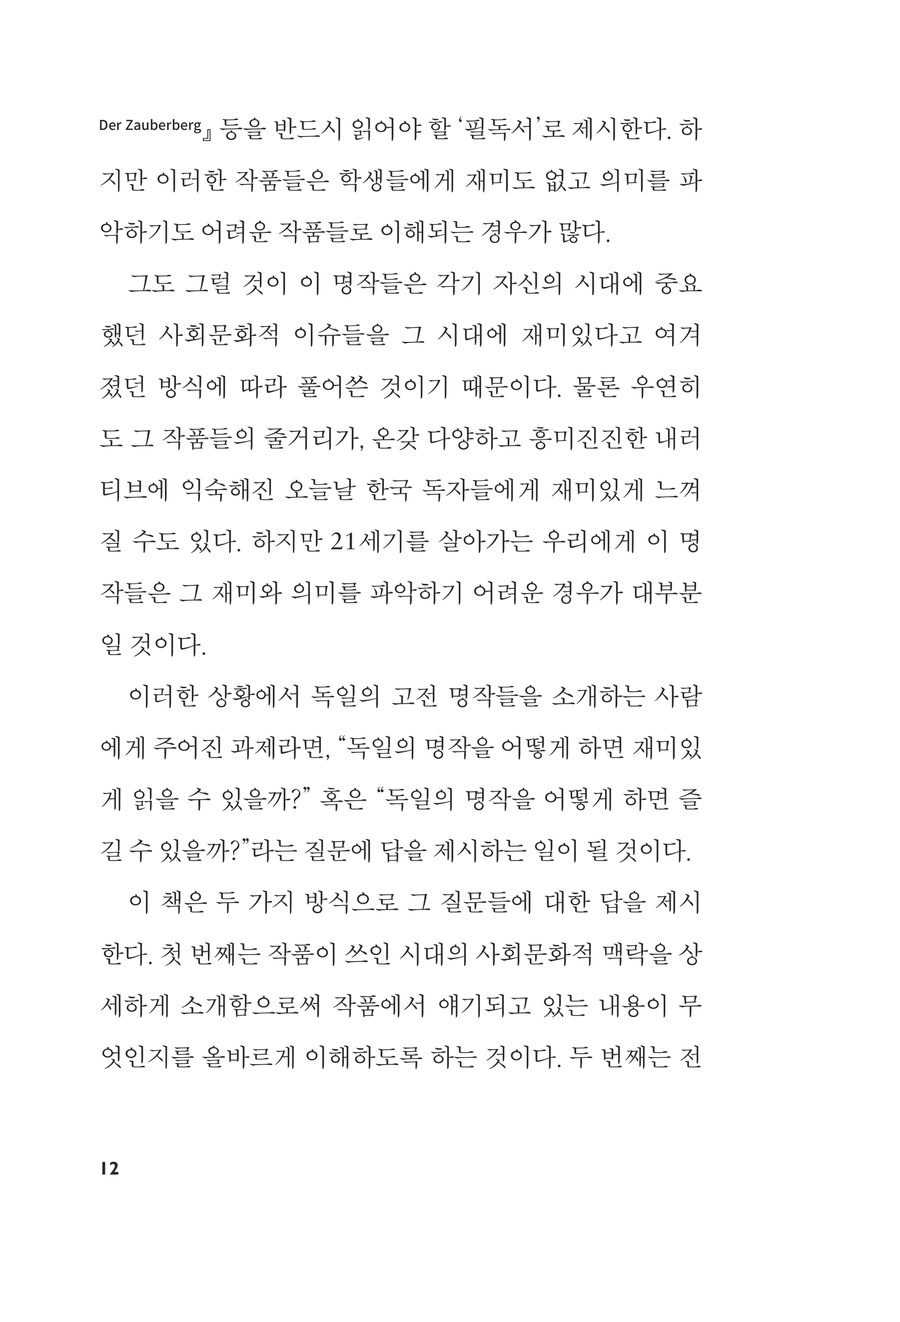 Der Zauberberg』 등을 반드시 읽어야 할 ‘필독서’로 제시한다. 하
지만 이러한 작품들은 학생들에게 재미도 없고 의미를 파
악하기도 어려운 작품들로 이해되는 경우가 많다.
그도 그럴 것이 이 명작들은 각기 자신의 시대에 중요
했던 사회문화적 이슈들을 그 시대에 재미있다고 여겨
졌던 방식에 따라 풀어쓴 것이기 때문이다. 물론 우연히
도 그 작품들의 줄거리가, 온갖 다양하고 흥미진진한 내러
티브에 익숙해진 오늘날 한국 독자들에게 재미있게 느껴
질 수도 있다. 하지만 21세기를 살아가는 우리에게 이 명
작들은 그 재미와 의미를 파악하기 어려운 경우가 대부분
일 것이다.
이러한 상황에서 독일의 고전 명작들을 소개하는 사람
에게 주어진 과제라면, “독일의 명작을 어떻게 하면 재미있
게 읽을 수 있을까?” 혹은 “독일의 명작을 어떻게 하면 즐
길 수 있을까?”라는 질문에 답을 제시하는 일이 될 것이다.
이 책은 두 가지 방식으로 그 질문들에 대한 답을 제시
한다. 첫 번째는 작품이 쓰인 시대의 사회문화적 맥락을 상
세하게 소개함으로써 작품에서 얘기되고 있는 내용이 무
엇인지를 올바르게 이해하도록 하는 것이다. 두 번째는 전
12